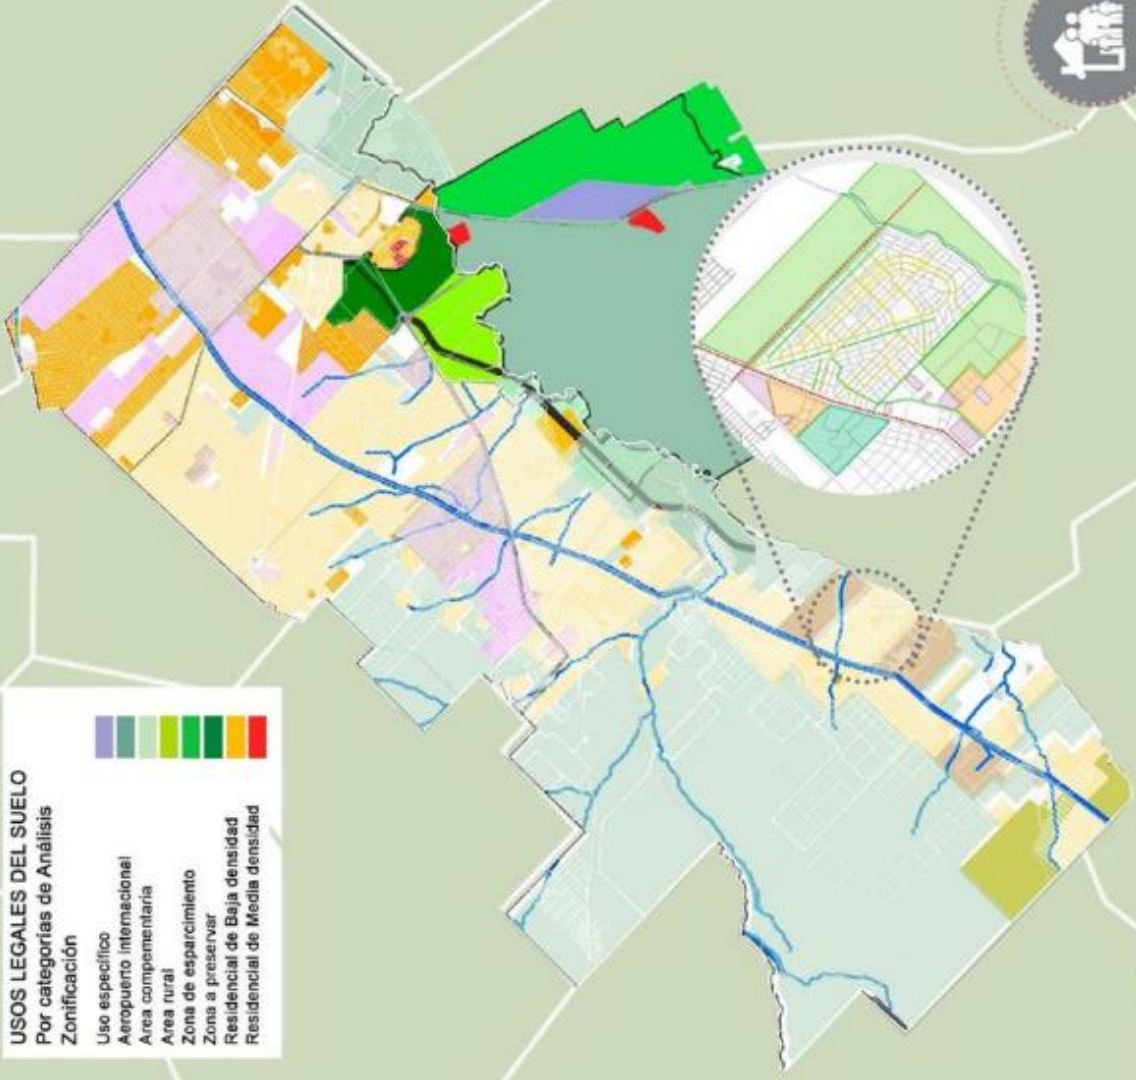 USOS LEGALES DEL SUELO
Por categorías de Análisis
Zonificación
Uso específico
Aeropuerto internacional
Area compementaria
Area rural
Zona de esparcimiento
Zona a preservar
Residencial de Baja densidad
Residencial de Media densidad